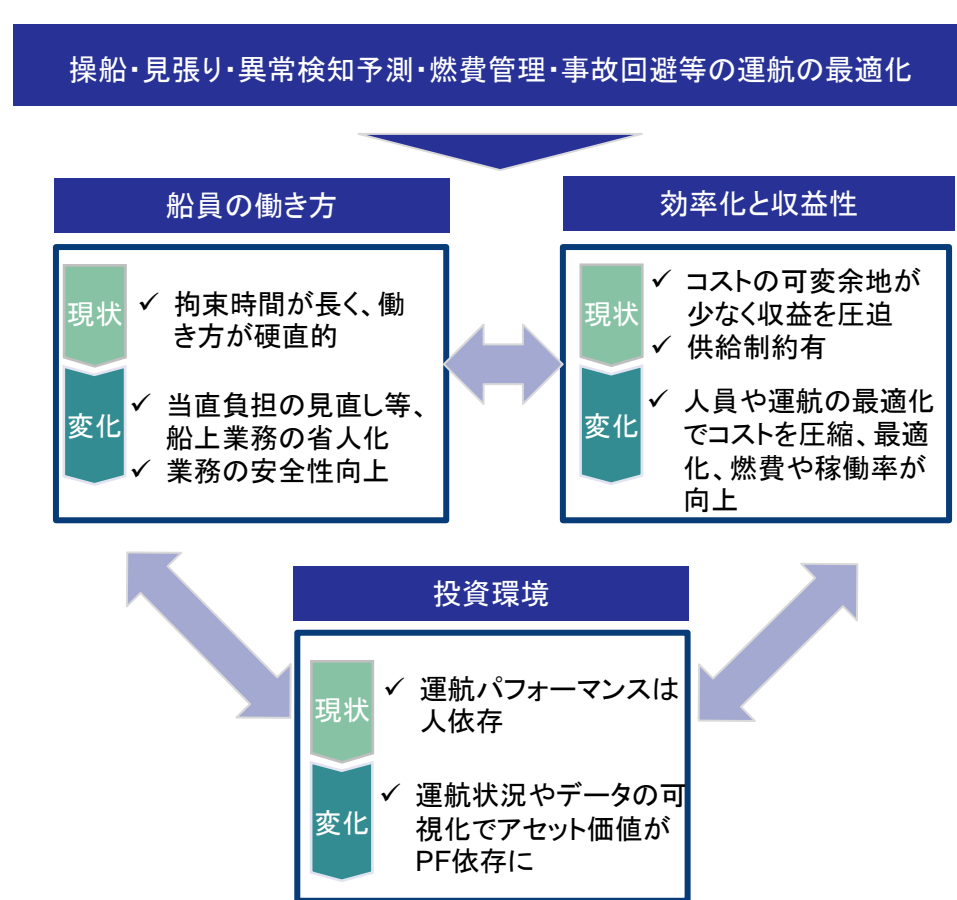 操船・見張り・異常検知予測・燃費管理・事故回避等の運航の最適化
船員の働き方
現状
✓ 拘束時間が長く、働
き方が硬直的
変化
✓ 当直負担の見直し等、
船上業務の省人化
✓ 業務の安全性向上
効率化と収益性
現状
✓ コストの可変余地が
少なく収益を圧迫
✓ 供給制約有
変化
✓ 人員や運航の最適化
でコストを圧縮、最適
化、燃費や稼働率が
向上
投資環境
現状
✓ 運航パフォーマンスは
人依存
変化
✓ 運航状況やデータの可
視化でアセット価値が
PF依存に